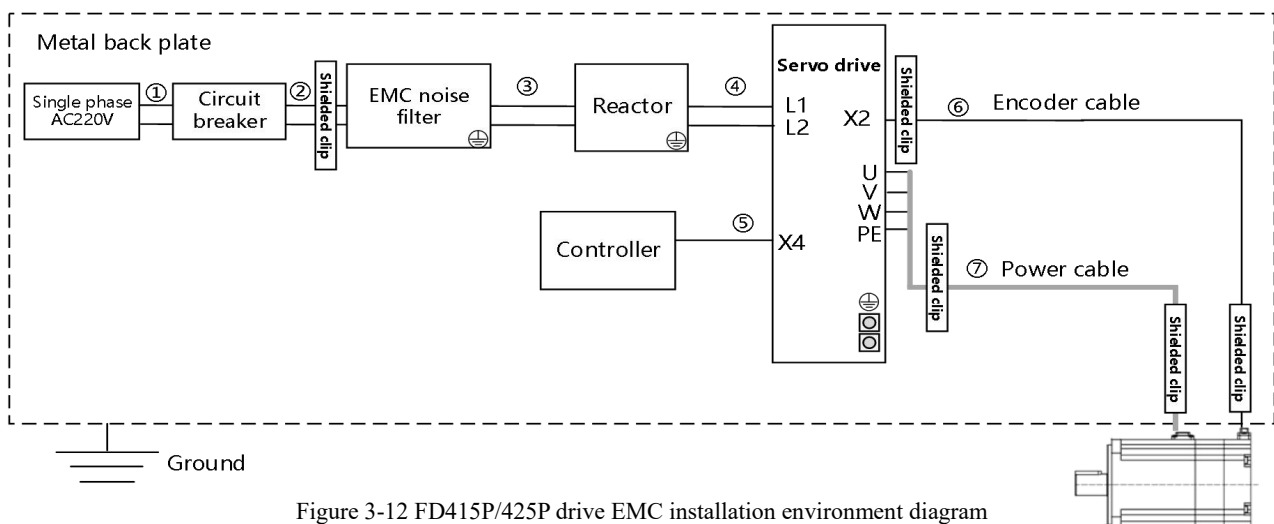 Metal back plate
Single phase
AC220V
①
Circuit
breaker
②
Shielded clip
EMC noise
filter
③
Reactor
④
Servo drive
L1
L2
X2
Shielded clip
⑥
Encoder cable
U
V
W
PE
Controller
⑤
X4
Shielded clip
⑦
Power cable
Shielded clip
Shielded clip
Ground
Figure 3-12 FD415P/425P drive EMC installation environment diagram